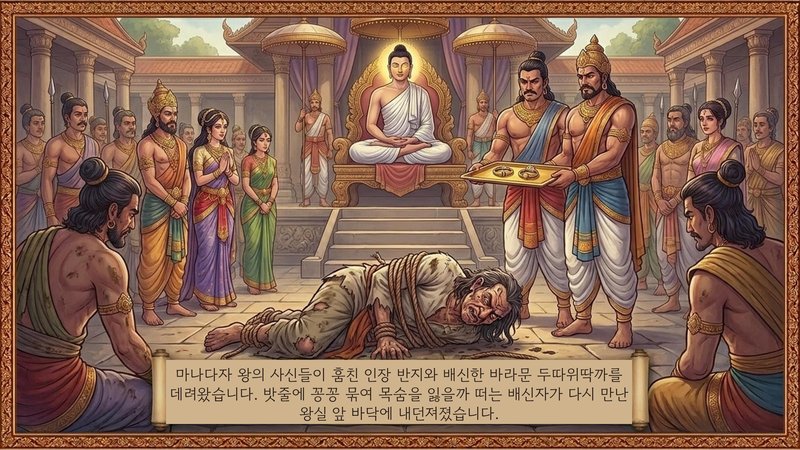 마나다자 왕의 사신들이 훔친 인장 반지와 배신한 바라문 두따위딱까를
데려왔습니다. 밧줄에 꽁꽁 묶여 목숨을 잃을까 떠는 배신자가 다시 만난
왕실 앞 바닥에 내던져졌습니다.